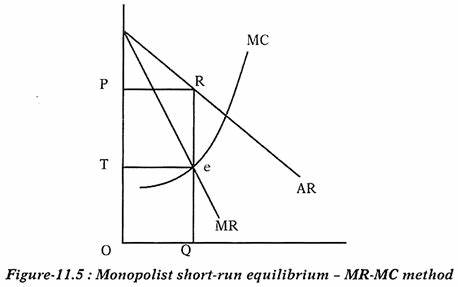 MC
P
R
T
e
AR
MR
O
Q
Figure-11.5 : Monopolist short-run equilibrium – MR-MC method